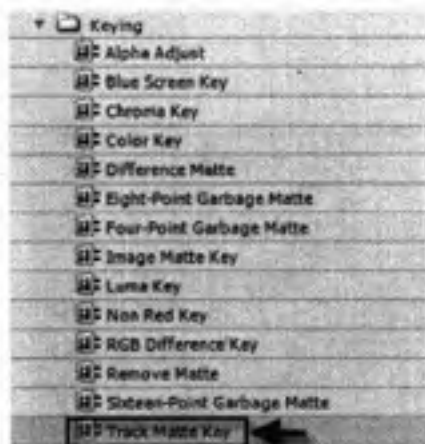 Keying
Alpha Adjust
Blue Screen Key
Chroma Key
Color Key
Difference Matte
Eight-Point Garbage Matte
Four-Point Garbage Matte
Image Matte Key
Luma Key
Non Red Key
RGB Difference Key
Remove Matte
Sixteen-Point Garbage Matte
Track Matte Key